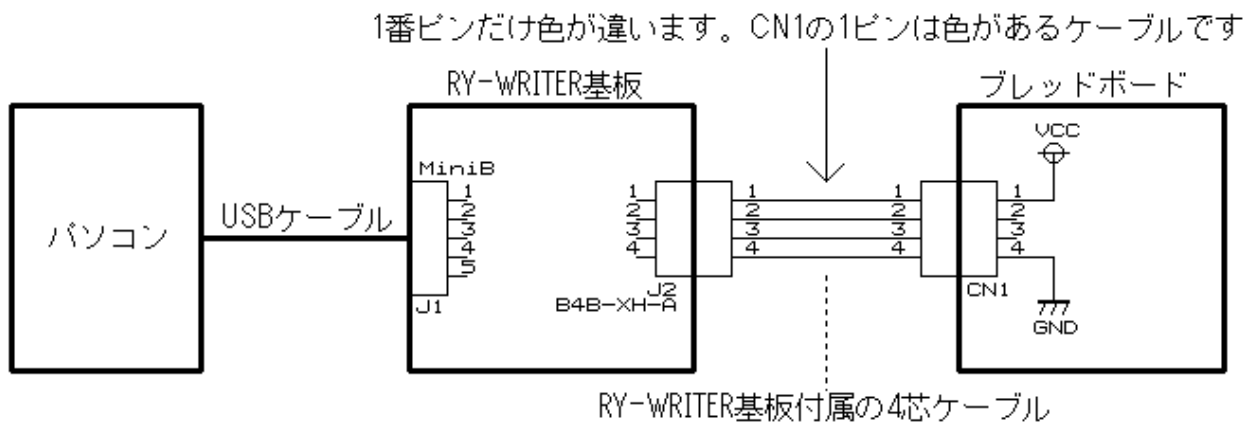 1番ピンだけ色が違います。CN1の1ピンは色があるケーブルです
RY-WRITER基板
ブレッドボード
VCC
MiniB
1
2
3
4
5
J1
パソコン
USBケーブル
1
2
3
4
J2
B4B-XH-A
1
2
3
4
1
2
3
4
1
2
3
4
CN1
GND
RY-WRITER基板付属の4芯ケーブル